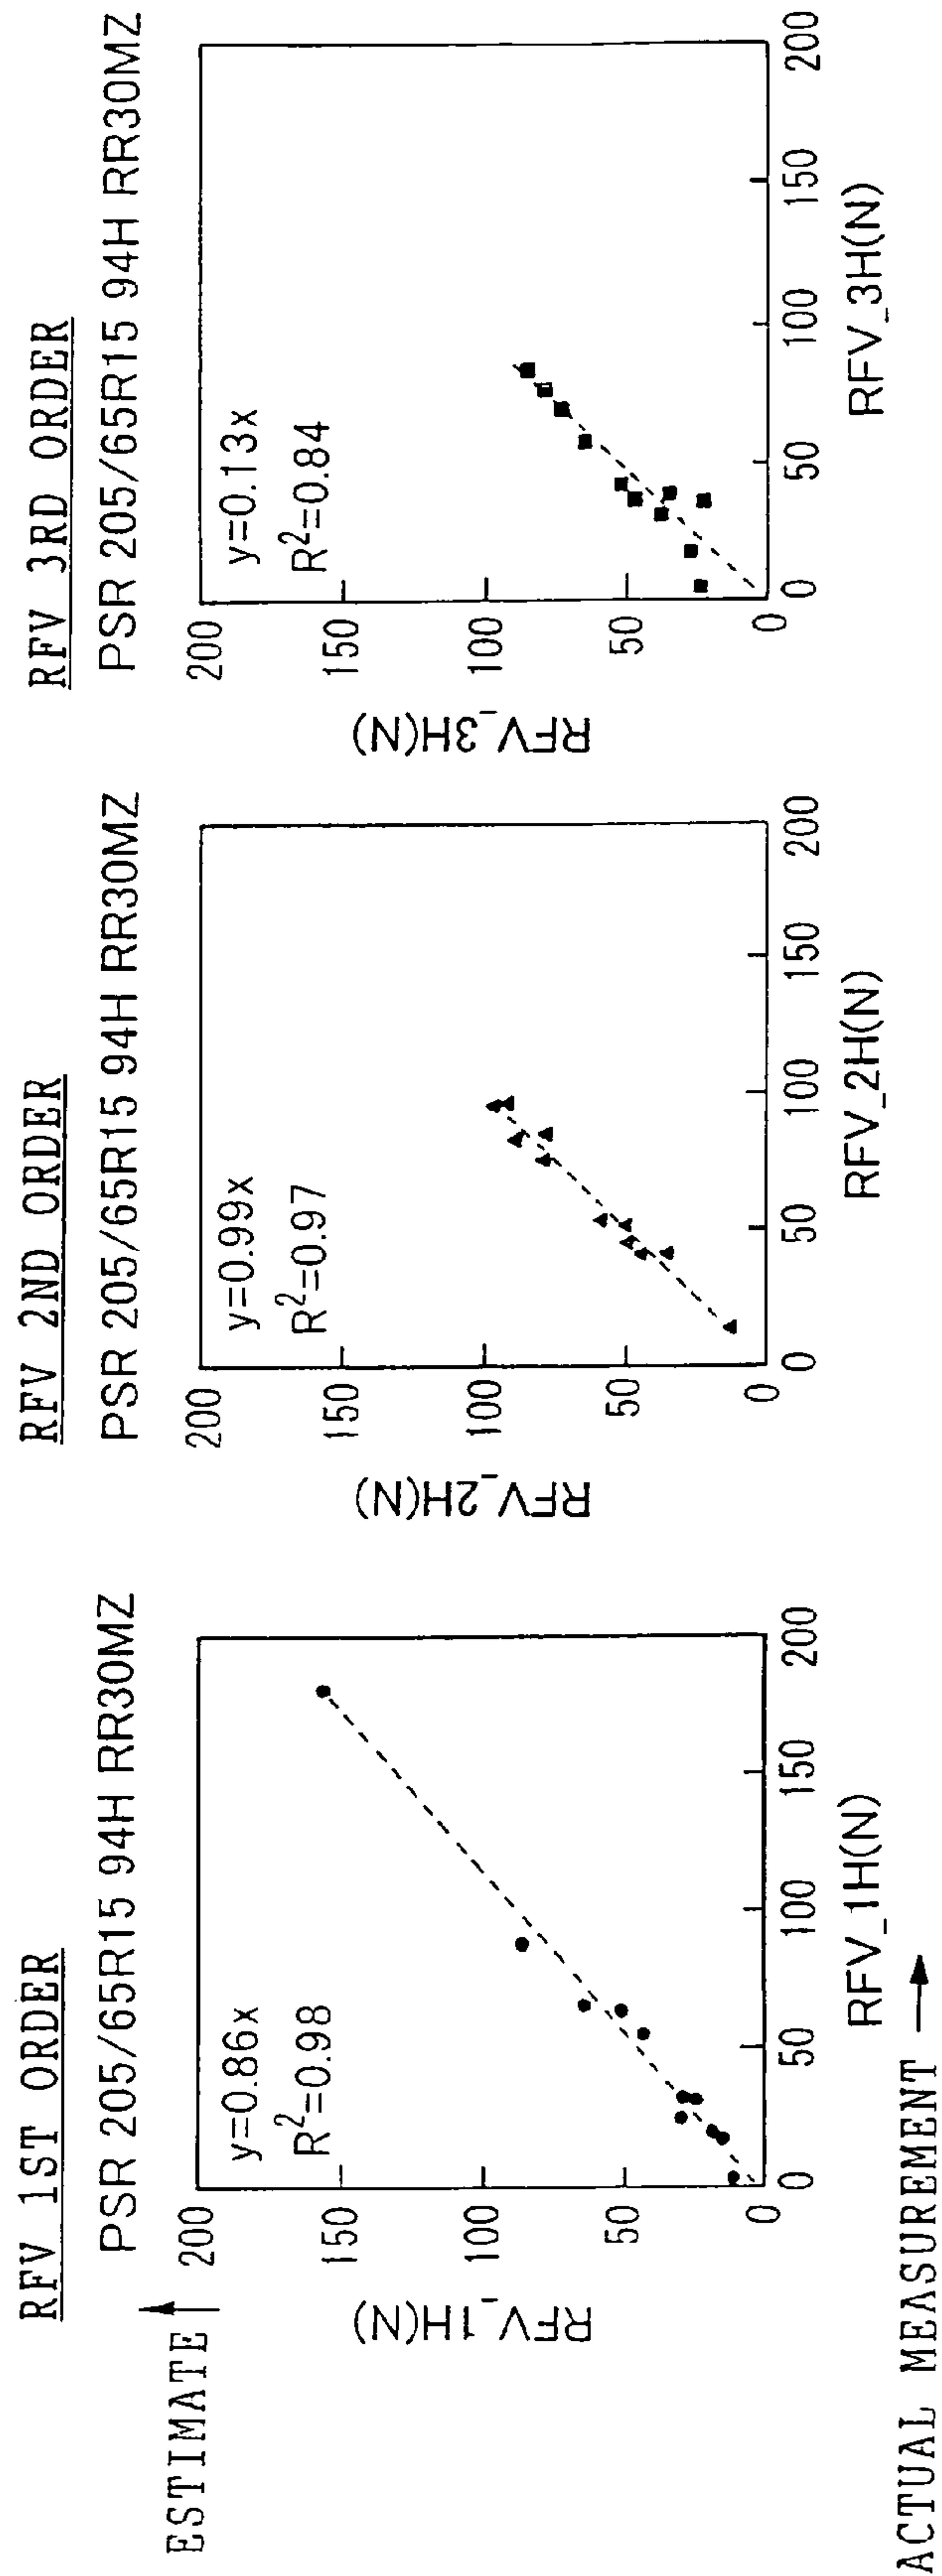 RFV 1ST ORDER
PSR 205/65R15 94H RR30MZ
ESTIMATE
RFV_1H(N)
200
150
100
50
0
y=0.86x
R²=0.98
0
50
100
150
200
RFV_1H(N)
ACTUAL MEASUREMENT
RFV 2ND ORDER
PSR 205/65R15 94H RR30MZ
RFV_2H(N)
200
150
100
50
0
y=0.99x
R²=0.97
0
50
100
150
200
RFV_2H(N)
RFV 3RD ORDER
PSR 205/65R15 94H RR30MZ
RFV_3H(N)
200
150
100
50
0
y=0.13x
R²=0.84
0
50
100
150
200
RFV_3H(N)